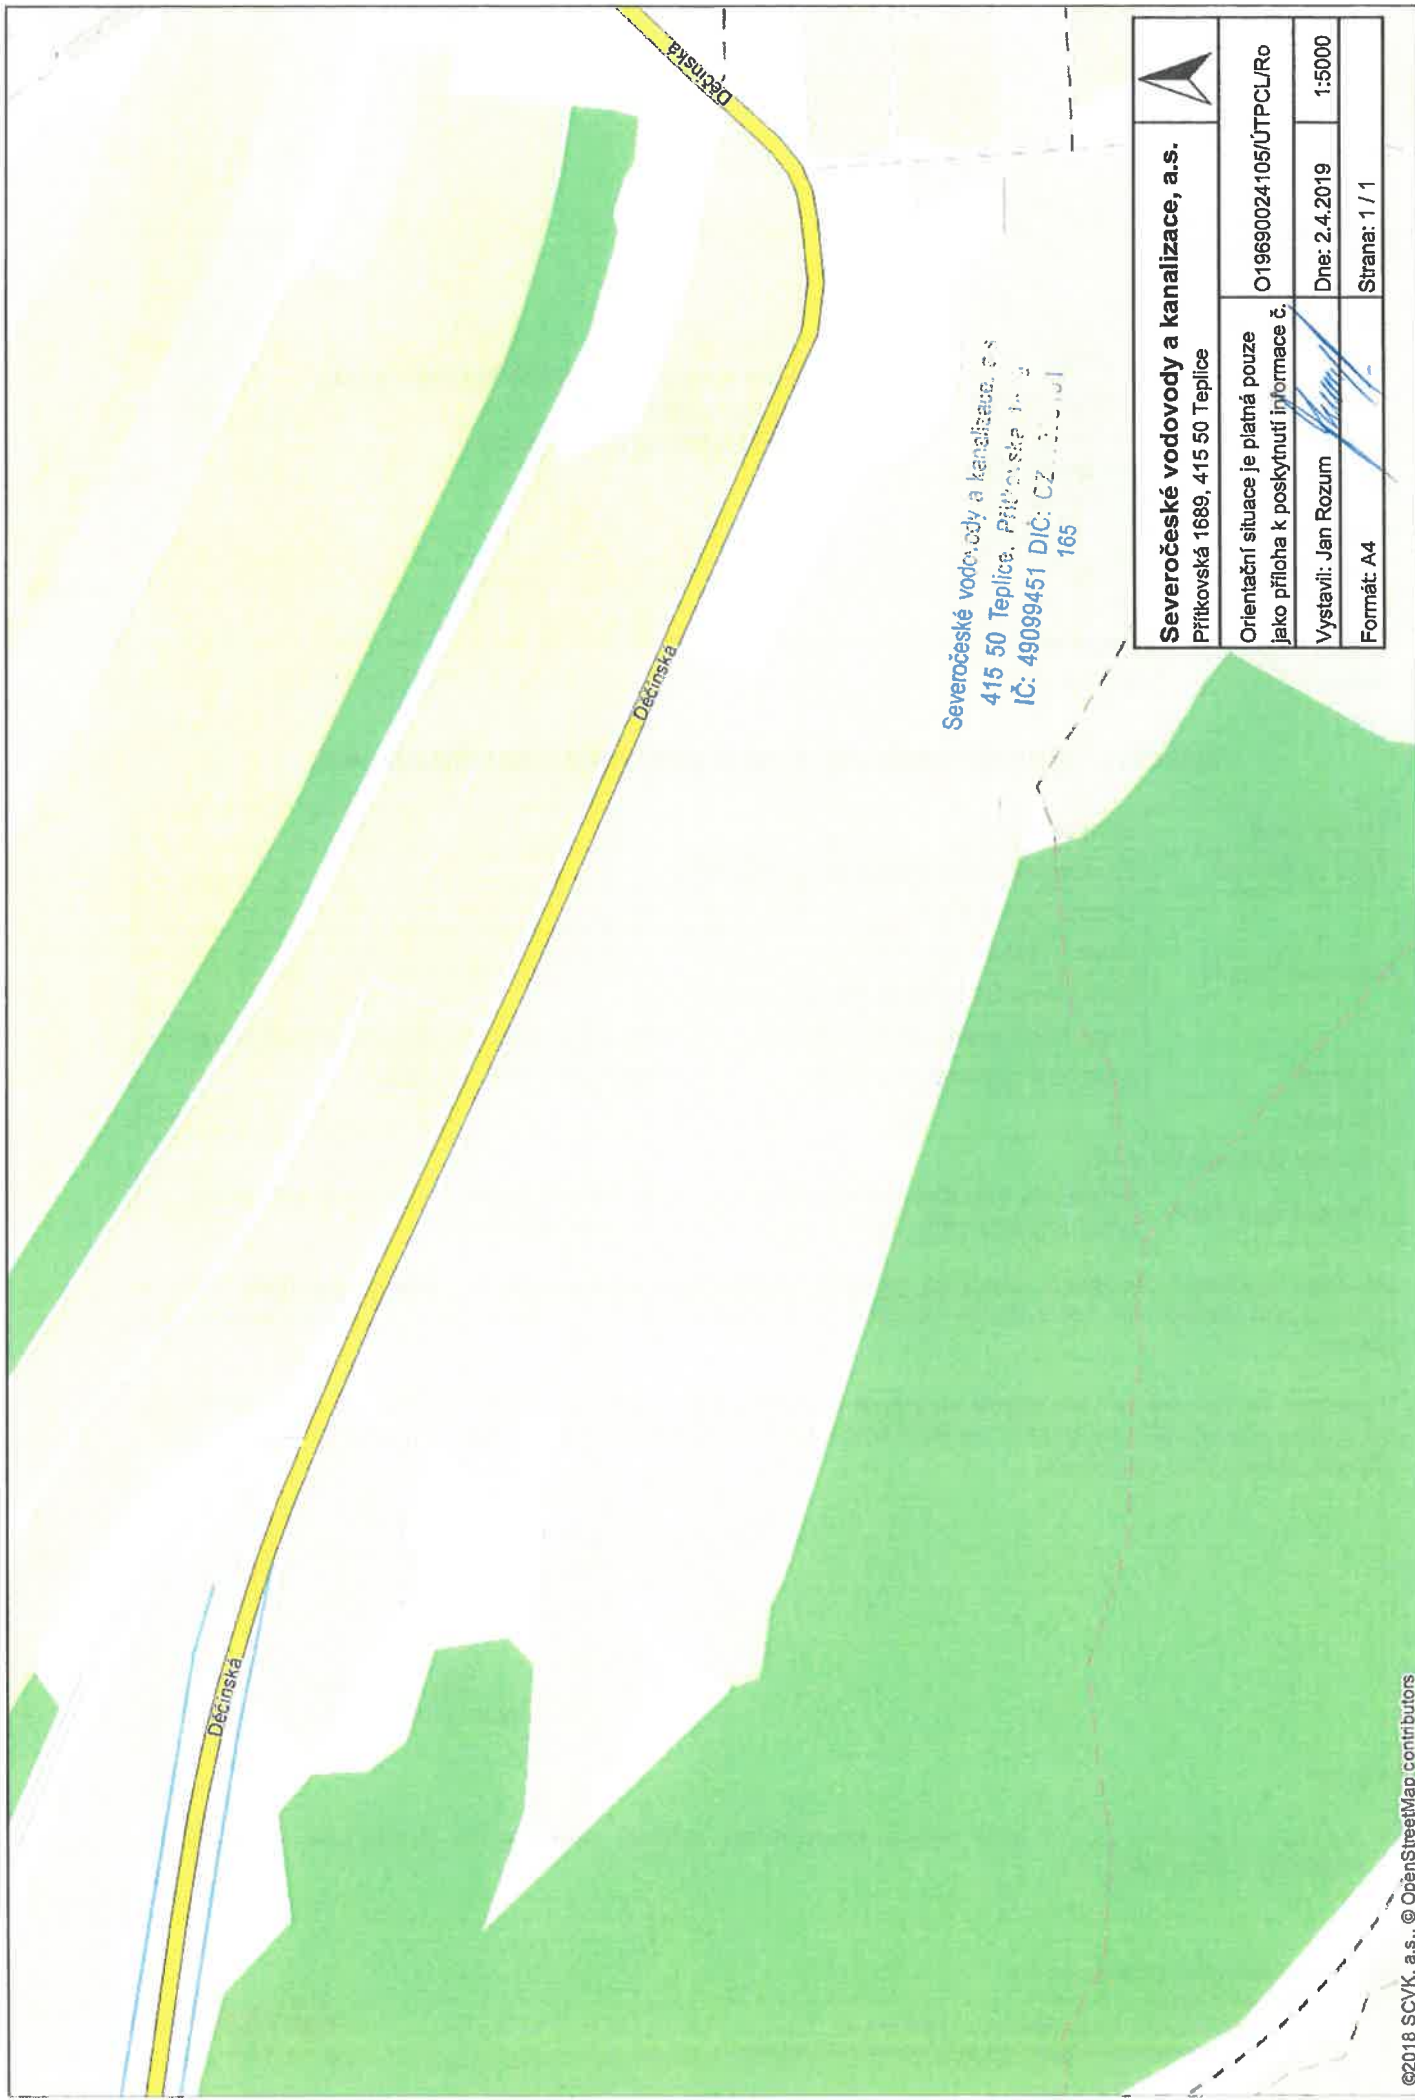 Děčínská
Děčínská
Děčínská
Severočeské vodovody a kanalizace, a.s.
415 50 Teplice, Přítkovská
IČ: 49099451 DIČ:
165
Severočeské vodovody a kanalizace, a.s.
Přítkovská 1689, 415 50 Teplice
Orientační situace je platná pouze
jako příloha k poskytnutí informace č.
O19690024105/ÚTPCL/Ro
Vystavil: Jan Rozum
Dne: 2.4.2019
1:5000
Formát: A4
Strana: 1 / 1
©2018 SCVK, a.s., © OpenStreetMap contributors